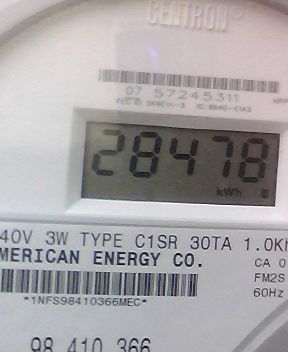 CENTRON®
07 57245311
28478
kWh
40V 3W TYPE C1SR 30TA 1.0K
MERICAN ENERGY CO.
CA 0
FM2S
60Hz
*1NFS98410366MEC*
98 410 366